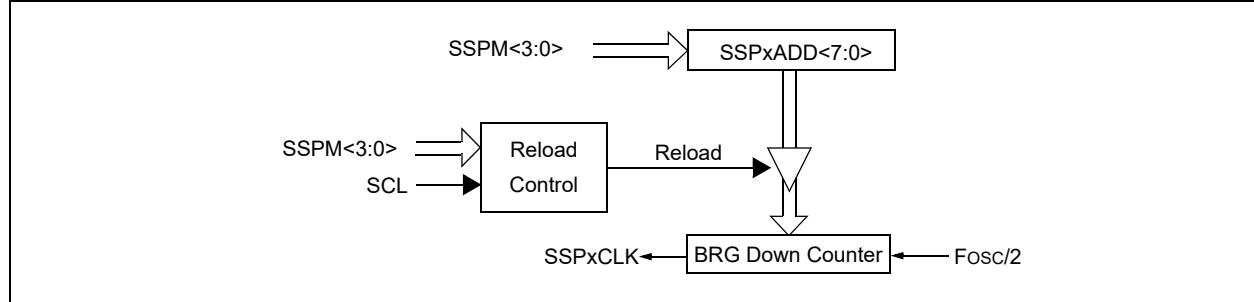 SSPM<3:0>
SSPxADD<7:0>
SSPM<3:0>
Reload
Control
Reload
SCL
SSPxCLK
BRG Down Counter
FOSC/2